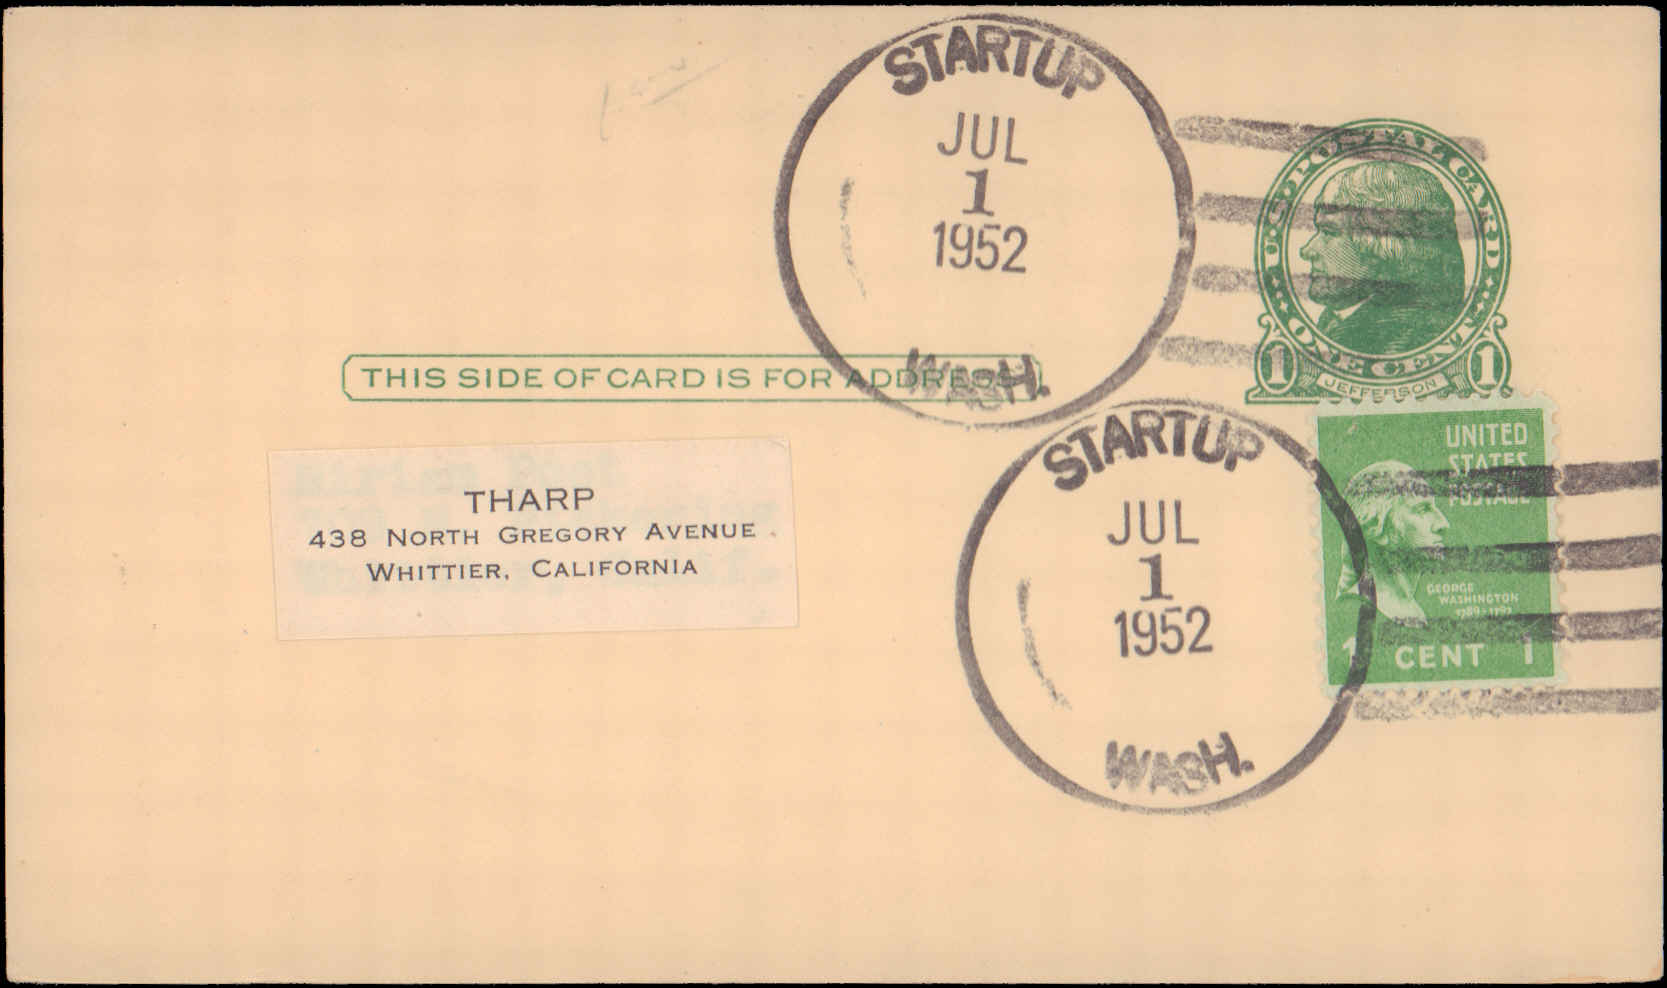 STARTUP
JUL
1
1952
WASH.
U.S. POSTAL CARD
ONE CENT
1 JEFFERSON 1
THIS SIDE OF CARD IS FOR ADDRESS
STARTUP
JUL
1
1952
WASH.
UNITED
STATES
POSTAGE
GEORGE
WASHINGTON
1789-1797
1 CENT 1
THARP
438 NORTH GREGORY AVENUE
WHITTIER, CALIFORNIA